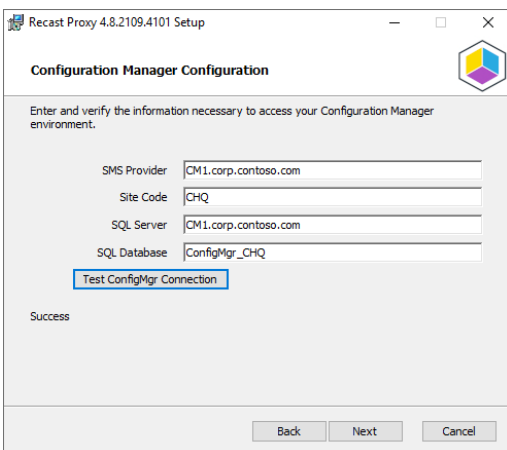 Recast Proxy 4.8.2109.4101 Setup
Configuration Manager Configuration
Enter and verify the information necessary to access your Configuration Manager
environment.
SMS Provider CM1.corp.contoso.com
Site Code CHQ
SQL Server CM1.corp.contoso.com
SQL Database ConfigMgr_CHQ
Test ConfigMgr Connection
Success
Back Next Cancel